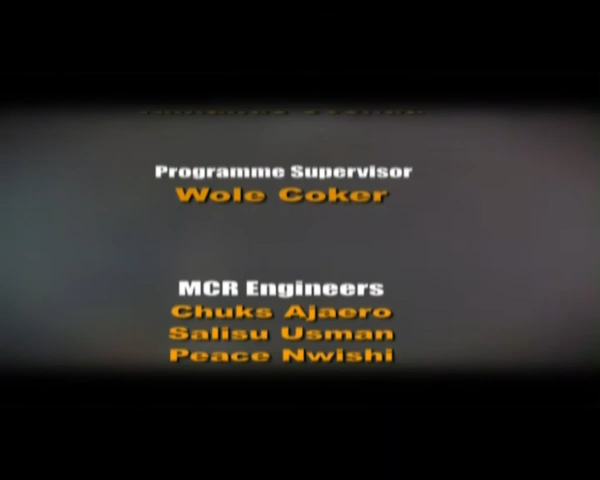 Programme Supervisor
Wole Coker
MCR Engineers
Chuks Ajaero
Salisu Usman
Peace Nwishi